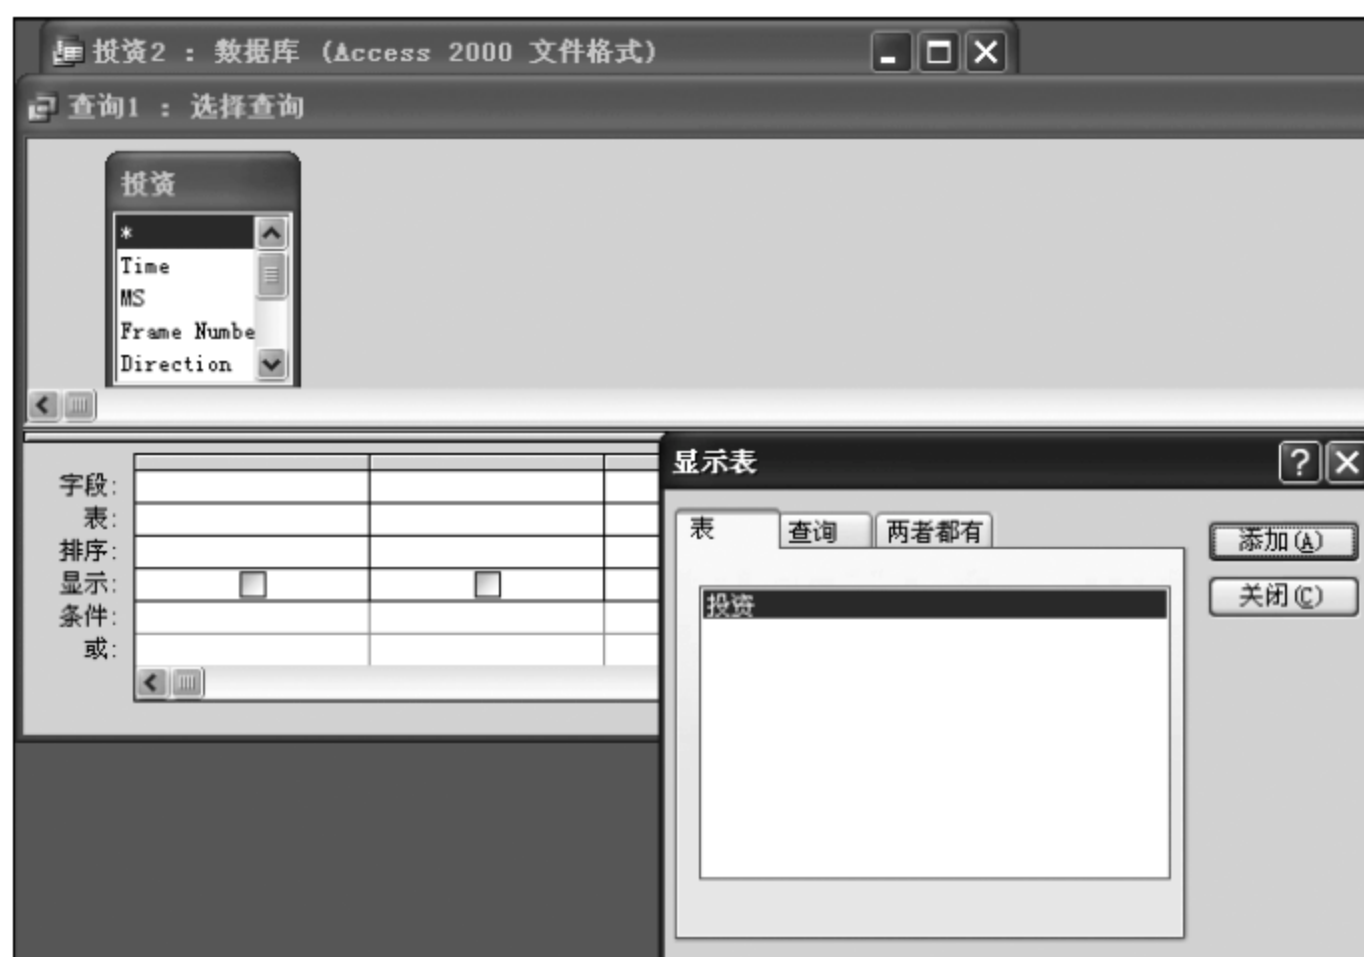 投资2 : 数据库 (Access 2000 文件格式)
查询1 : 选择查询
投资
*
Time
MS
Frame Numbe
Direction
字段:
表:
排序:
显示:
条件:
或:
显示表
表 查询 两者都有
投资
添加(A)
关闭(C)